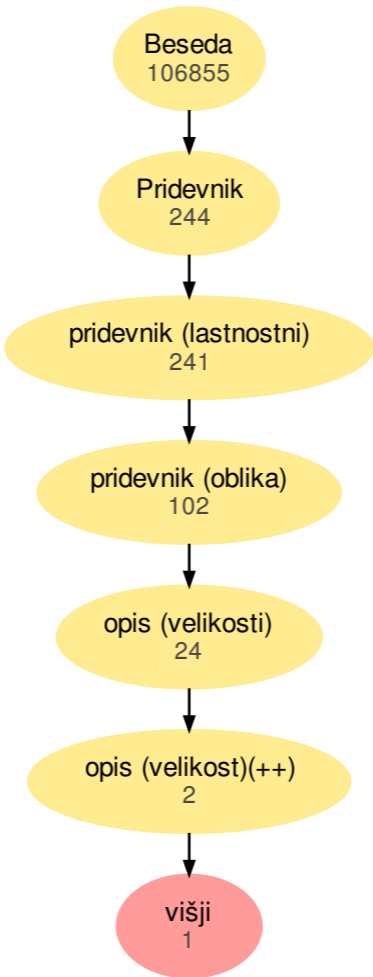 Beseda
106855
Pridevnik
244
pridevnik (lastnostni)
241
pridevnik (oblika)
102
opis (velikosti)
24
opis (velikost)(++)
2
višji
1